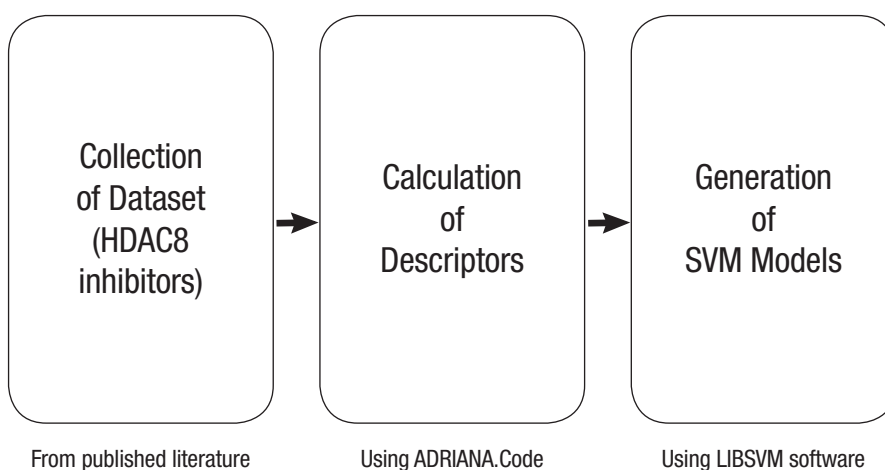 Collection
of Dataset
(HDAC8
inhibitors)
Calculation
of
Descriptors
Generation
of
SVM Models
From published literature
Using ADRIANA.Code
Using LIBSVM software